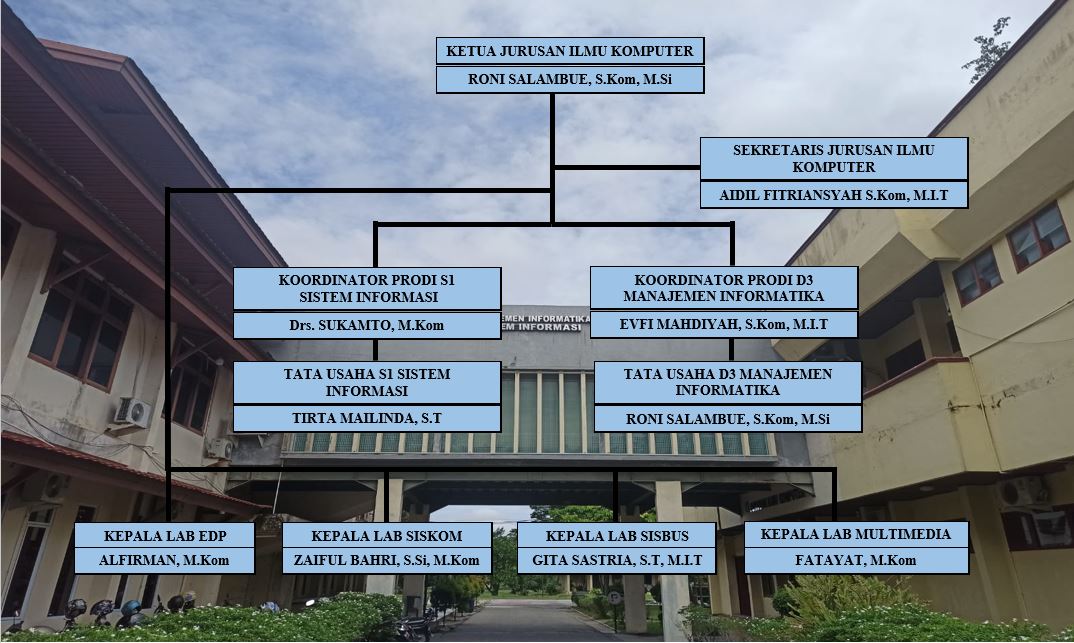 KETUA JURUSAN ILMU KOMPUTER
RONI SALAMBUE, S.Kom, M.Si
SEKRETARIS JURUSAN ILMU
KOMPUTER
AIDIL FITRIANSYAH S.Kom, M.I.T
KOORDINATOR PRODI S1
SISTEM INFORMASI
Drs. SUKAMTO, M.Kom
KOORDINATOR PRODI D3
MANAJEMEN INFORMATIKA
EVFI MAHDIYAH, S.Kom, M.I.T
EMEN INFORMATIKA
EM INFORMASI
TATA USAHA S1 SISTEM
INFORMASI
TIRTA MAILINDA, S.T
TATA USAHA D3 MANAJEMEN
INFORMATIKA
RONI SALAMBUE, S.Kom, M.Si
KEPALA LAB EDP
ALFIRMAN, M.Kom
KEPALA LAB SISKOM
ZAIFUL BAHRI, S.Si, M.Kom
KEPALA LAB SISBUS
GITA SASTRIA, S.T, M.I.T
KEPALA LAB MULTIMEDIA
FATAYAT, M.Kom